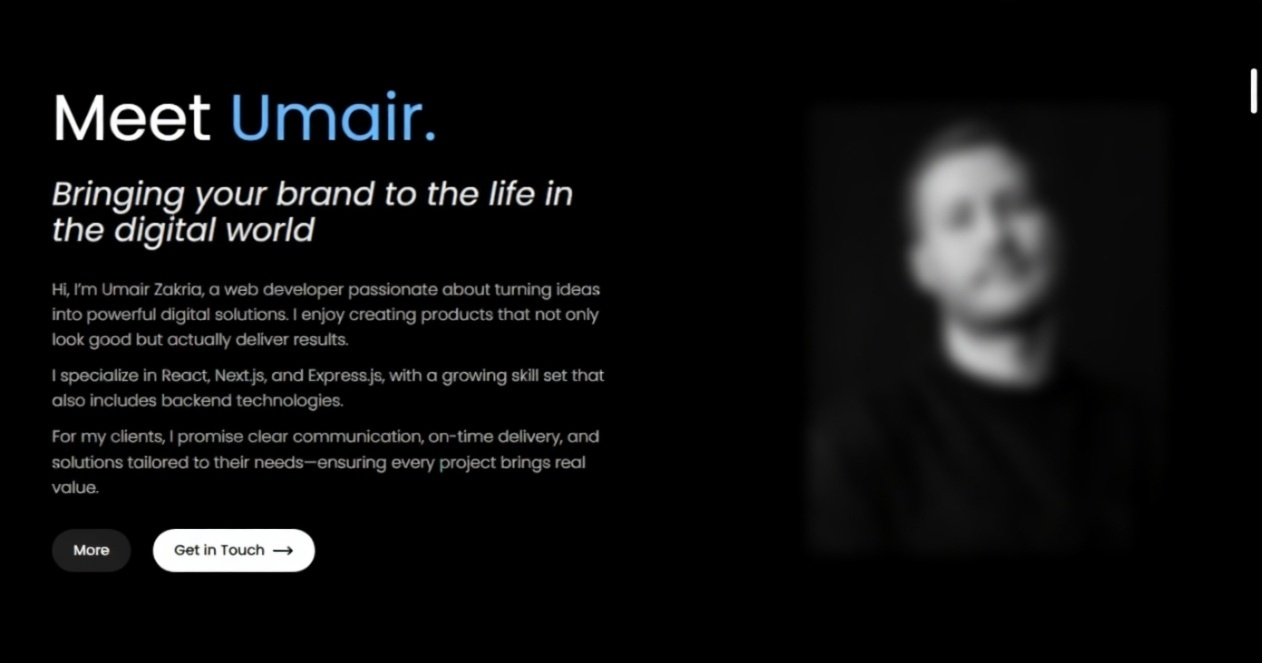 Meet Umair.
Bringing your brand to the life in
the digital world
Hi, I'm Umair Zakria, a web developer passionate about turning ideas
into powerful digital solutions. I enjoy creating products that not only
look good but actually deliver results.
I specialize in React, Next.js, and Express.js, with a growing skill set that
also includes backend technologies.
For my clients, I promise clear communication, on-time delivery, and
solutions tailored to their needs—ensuring every project brings real
value.
More
Get in Touch →